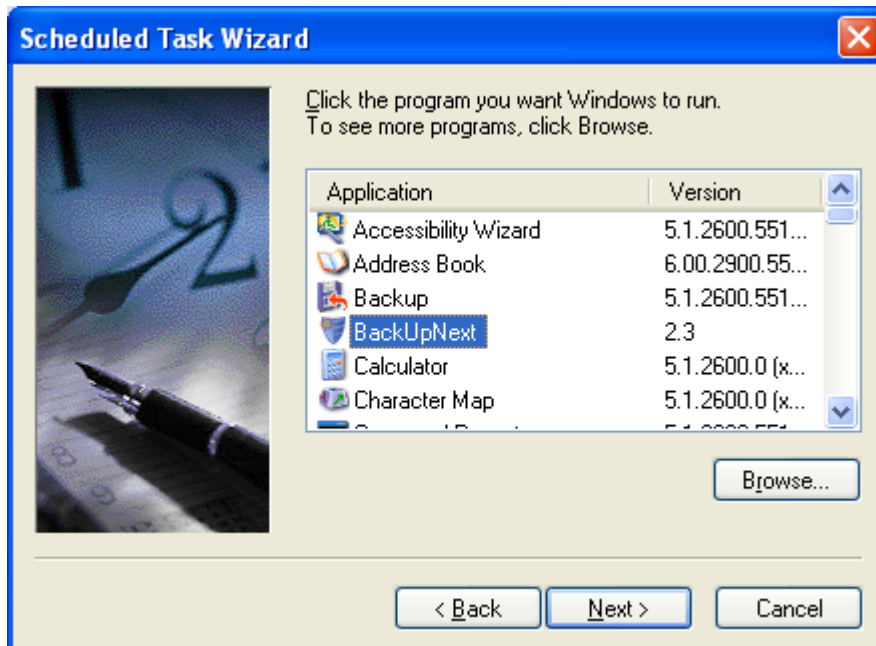 Scheduled Task Wizard
Click the program you want Windows to run.
To see more programs, click Browse.
Application Version
Accessibility Wizard 5.1.2600.551...
Address Book 6.00.2900.55...
Backup 5.1.2600.551...
BackUpNext 2.3
Calculator 5.1.2600.0 (x...
Character Map 5.1.2600.0 (x...
Browse...
< Back Next > Cancel